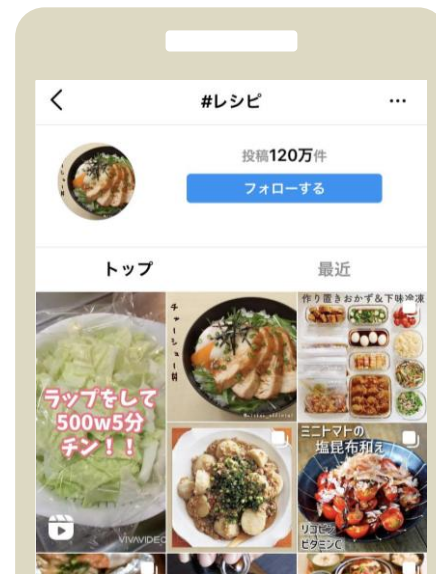 #レシピ
投稿120万件
フォローする
トップ
最近
ラップをして
500w5分
チン！！
VIVAVIDEO
チャーシュー丼
作り置きおかず&下味冷凍
ミニトマトの
塩昆布和え
リコピン
ビタミンC